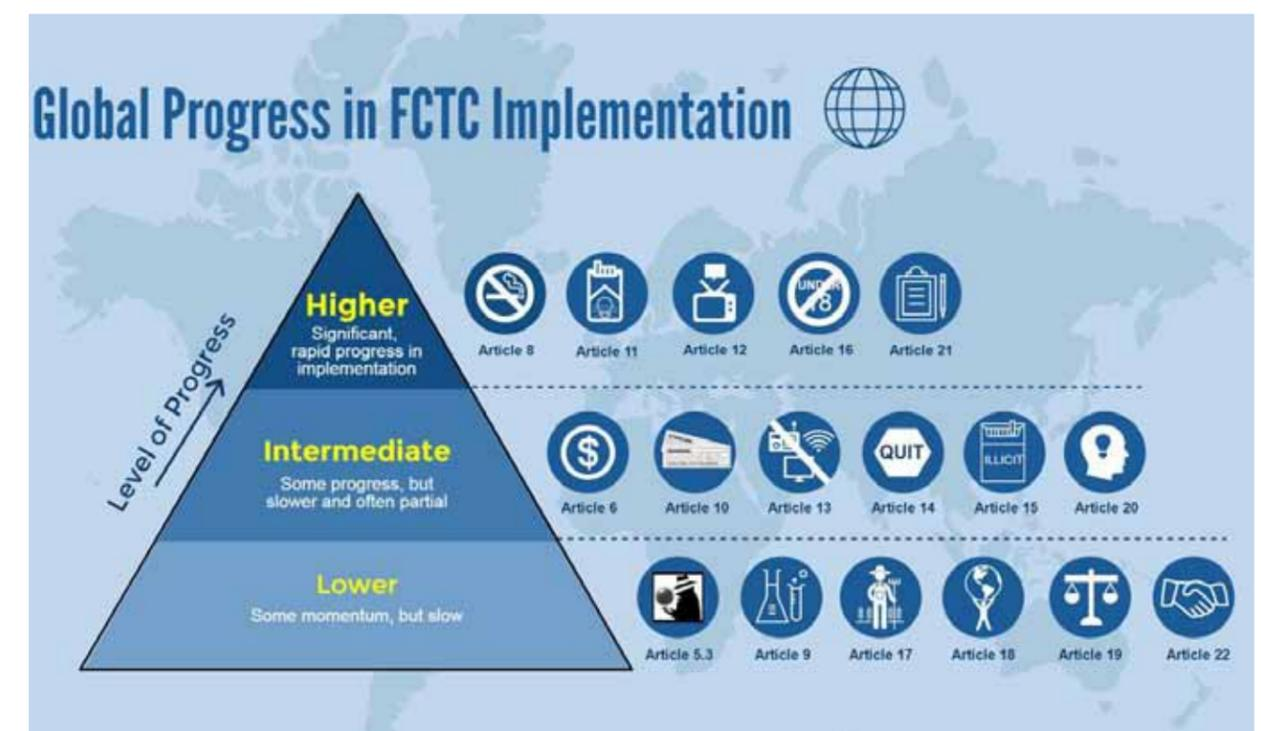 Global Progress in FCTC Implementation
Level of Progress
Higher
Significant,
rapid progress in
implementation
UNDER
18
Article 8
Article 11
Article 12
Article 16
Article 21
Intermediate
Some progress, but
slower and often partial
$
QUIT
ILLICIT
Article 6
Article 10
Article 13
Article 14
Article 15
Article 20
Lower
Some momentum, but slow
Article 5.3
Article 9
Article 17
Article 18
Article 19
Article 22